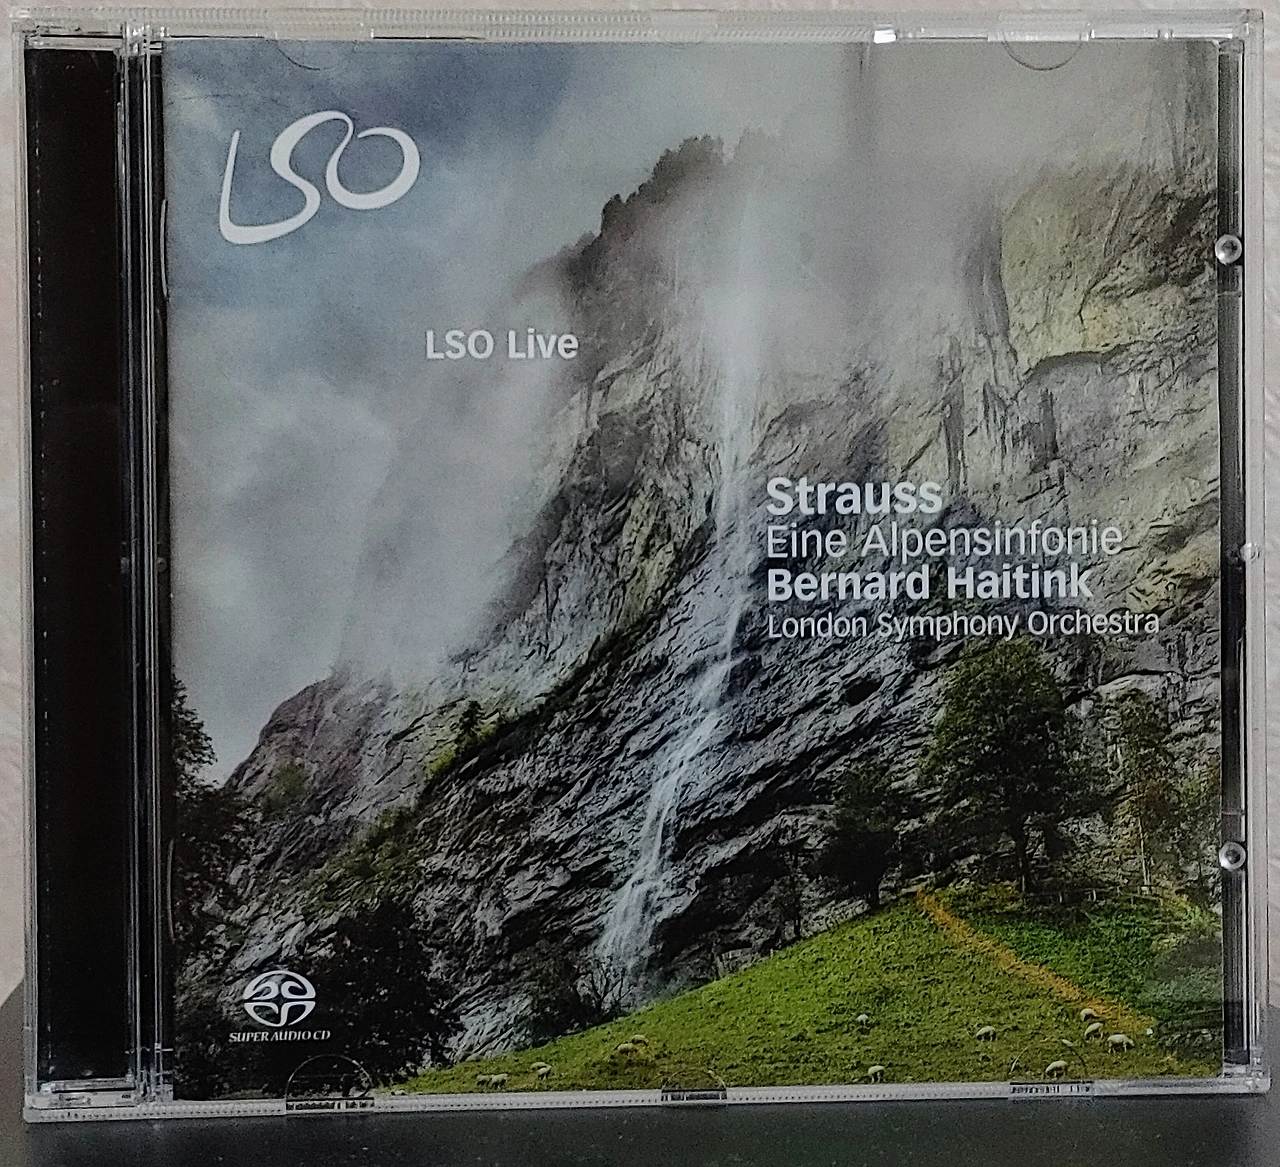 LSO
LSO Live
Strauss
Eine Alpensinfonie
Bernard Haitink
London Symphony Orchestra
SUPER AUDIO CD